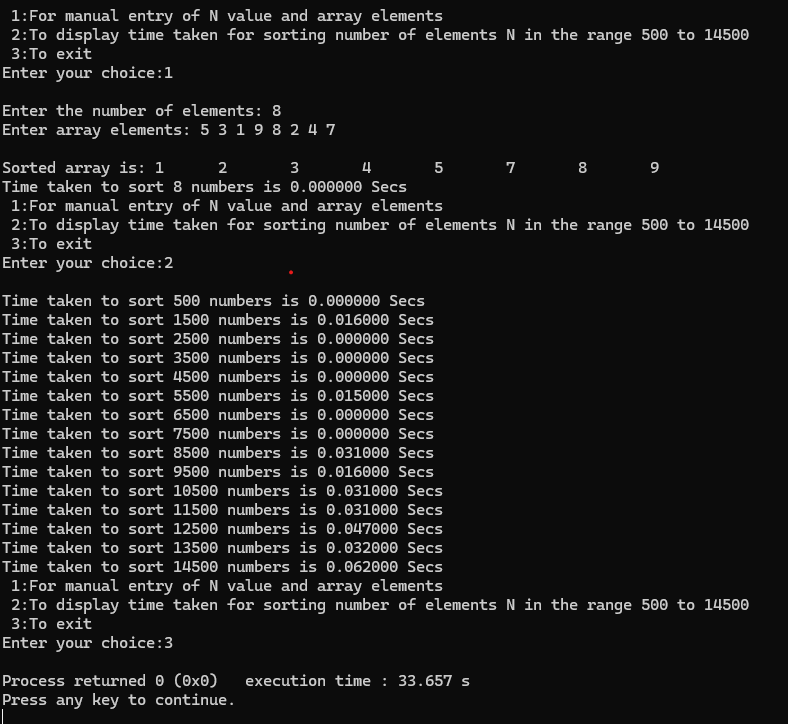 1:For manual entry of N value and array elements
 2:To display time taken for sorting number of elements N in the range 500 to 14500
 3:To exit
Enter your choice:1

Enter the number of elements: 8
Enter array elements: 5 3 1 9 8 2 4 7

Sorted array is: 1      2       3       4       5       7       8       9
Time taken to sort 8 numbers is 0.000000 Secs
 1:For manual entry of N value and array elements
 2:To display time taken for sorting number of elements N in the range 500 to 14500
 3:To exit
Enter your choice:2

Time taken to sort 500 numbers is 0.000000 Secs
Time taken to sort 1500 numbers is 0.016000 Secs
Time taken to sort 2500 numbers is 0.000000 Secs
Time taken to sort 3500 numbers is 0.000000 Secs
Time taken to sort 4500 numbers is 0.000000 Secs
Time taken to sort 5500 numbers is 0.015000 Secs
Time taken to sort 6500 numbers is 0.000000 Secs
Time taken to sort 7500 numbers is 0.000000 Secs
Time taken to sort 8500 numbers is 0.031000 Secs
Time taken to sort 9500 numbers is 0.016000 Secs
Time taken to sort 10500 numbers is 0.031000 Secs
Time taken to sort 11500 numbers is 0.031000 Secs
Time taken to sort 12500 numbers is 0.047000 Secs
Time taken to sort 13500 numbers is 0.032000 Secs
Time taken to sort 14500 numbers is 0.062000 Secs
 1:For manual entry of N value and array elements
 2:To display time taken for sorting number of elements N in the range 500 to 14500
 3:To exit
Enter your choice:3

Process returned 0 (0x0)   execution time : 33.657 s
Press any key to continue.